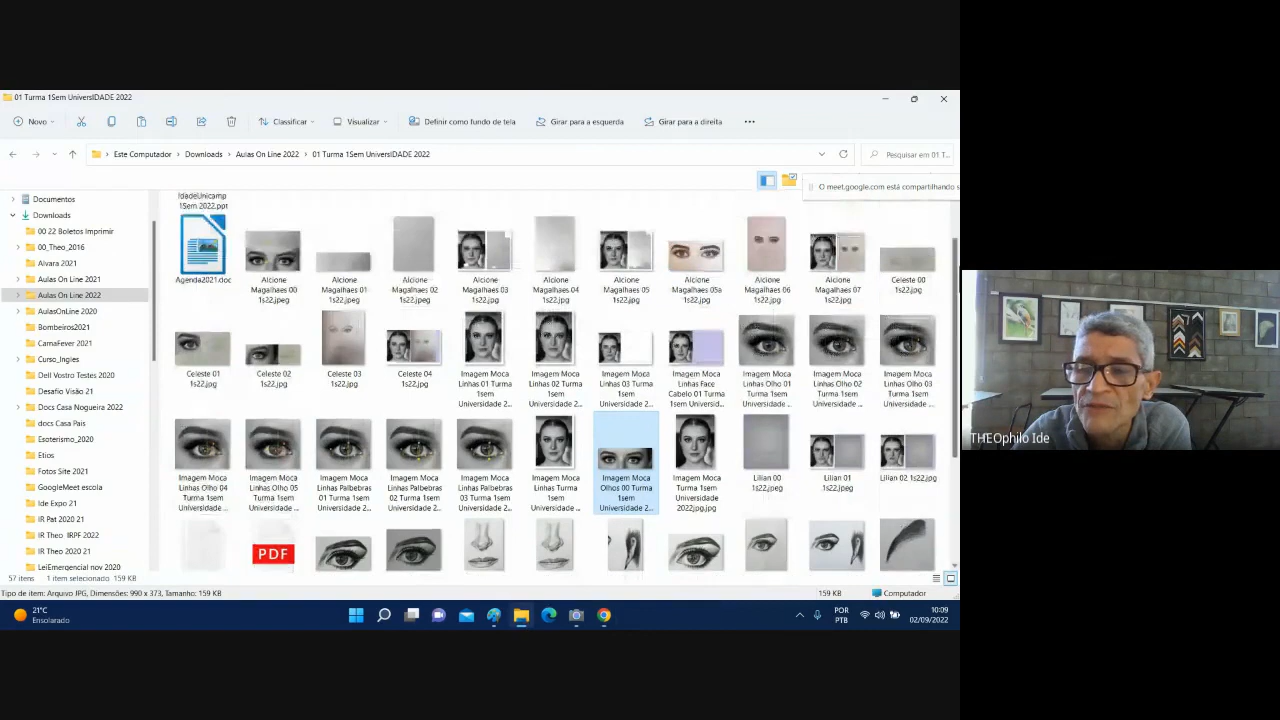 01 Turma 1Sem UniversIDADE 2022
Novo
Classificar
Visualizar
Definir como fundo de tela
Girar para a esquerda
Girar para a direita
Este Computador > Downloads > Aulas On Line 2022 > 01 Turma 1Sem UniversIDADE 2022
Pesquisar em 01 T...
O meet.google.com está compartilhando s
Documentos
Downloads
00 22 Boletos Imprimir
00_Theo_2016
Alvara 2021
Aulas On Line 2021
Aulas On Line 2022
AulasOnLine 2020
Bombeiros2021
CarnaFever 2021
Curso_Ingles
Dell Vostro Testes 2020
Desafio Visão 21
Docs Casa Nogueira 2022
docs Casa Pais
Esoterismo_2020
Etios
Fotos Site 2021
GoogleMeet escola
Ide Expo 21
IR Pat 2020 21
IR Theo IRPF 2022
IR Theo 2020 21
LeiEmergencial nov 2020
IdadeUnicamp
1Sem 2022.ppt
Agenda2021.doc
Alcione
Magalhaes 00
1s22.jpeg
Alcione
Magalhaes 01
1s22.jpeg
Alcione
Magalhaes 02
1s22.jpeg
Alcione
Magalhaes 03
1s22.jpg
Alcione
Magalhaes 04
1s22.jpg
Alcione
Magalhaes 05
1s22.jpg
Alcione
Magalhaes 05a
1s22.jpg
Alcione
Magalhaes 06
1s22.jpg
Alcione
Magalhaes 07
1s22.jpg
Celeste 00
1s22.jpg
Celeste 01
1s22.jpg
Celeste 02
1s22.jpg
Celeste 03
1s22.jpg
Celeste 04
1s22.jpg
Imagem Moca
Linhas 01 Turma
1sem
Universidade 2...
Imagem Moca
Linhas 02 Turma
1sem
Universidade 2...
Imagem Moca
Linhas 03 Turma
1sem
Universidade 2...
Imagem Moca
Linhas Face
Cabelo 01 Turma
1sem Universid...
Imagem Moca
Linhas Olho 01
Turma 1sem
Universidade ...
Imagem Moca
Linhas Olho 02
Turma 1sem
Universidade ...
Imagem Moca
Linhas Olho 03
Turma 1sem
Universidade ...
Imagem Moca
Linhas Olho 04
Turma 1sem
Universidade ...
Imagem Moca
Linhas Olho 05
Turma 1sem
Universidade ...
Imagem Moca
Linhas Palbebras
01 Turma 1sem
Universidade 2...
Imagem Moca
Linhas Palbebras
02 Turma 1sem
Universidade 2...
Imagem Moca
Linhas Palbebras
03 Turma 1sem
Universidade 2...
Imagem Moca
Linhas Turma
1sem
Universidade ...
Imagem Moca
Olhos 00 Turma
1sem
Universidade 2...
Imagem Moca
Turma 1sem
Universidade
2022jpg.jpg
Lilian 00
1s22.jpeg
Lilian 01
1s22.jpeg
Lilian 02 1s22.jpg
PDF
57 itens 1 item selecionado 159 KB
Tipo de item: Arquivo JPG, Dimensões: 990 x 373, Tamanho: 159 KB
159 KB
Computador
21°C
Ensolarado
POR
PTB
10:09
02/09/2022
THEOphilo Ide